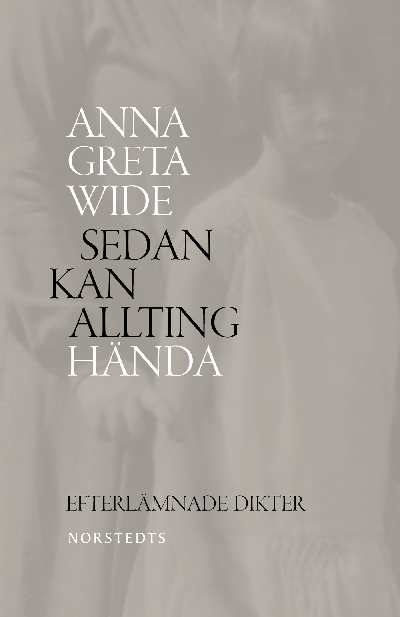 ANNA
GRETA
WIDE
SEDAN
KAN
ALLTING
HÄNDA
EFTERLÄMNADE DIKTER
NORSTEDTS